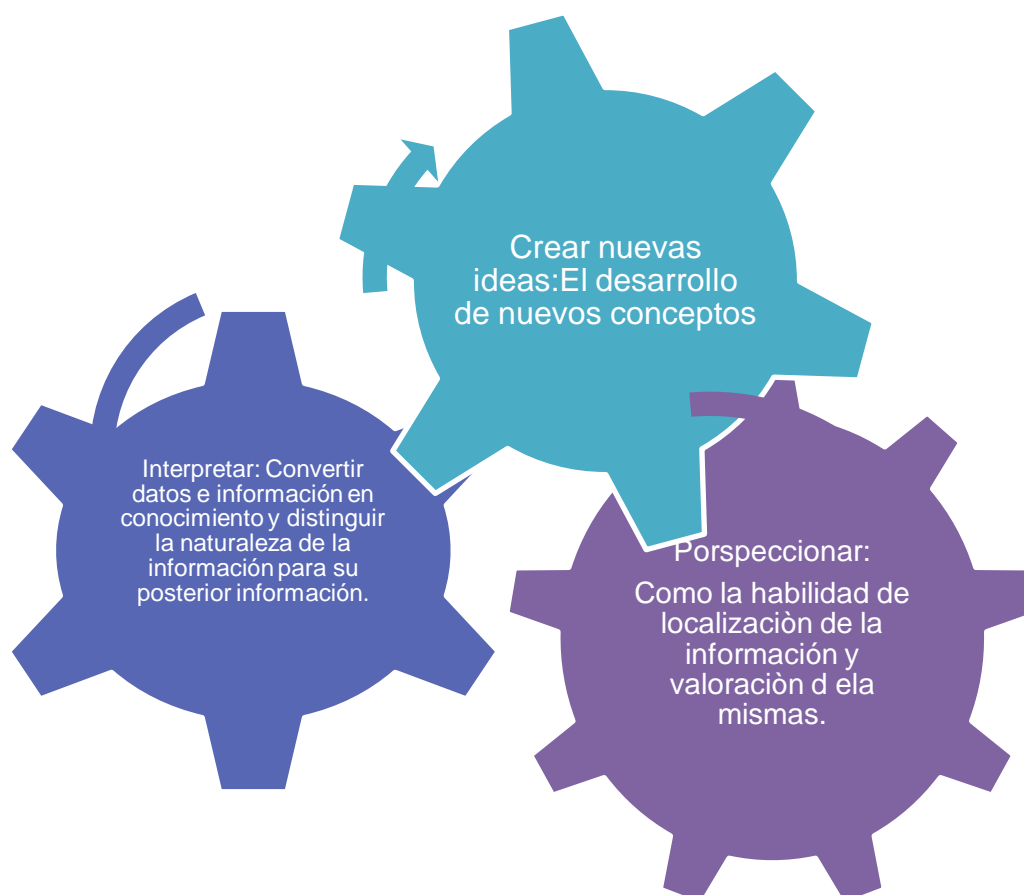 Crear nuevas
ideas:El desarrollo
de nuevos conceptos
Interpretar: Convertir
datos e información en
conocimiento y distinguir
la naturaleza de la
información para su
posterior información.
Porspeccionar:
Como la habilidad de
localizaciòn de la
información y
valoraciòn d ela
mismas.